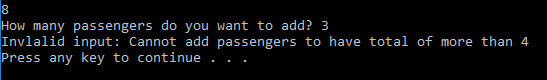 8
How many passengers do you want to add? 3
Invlalid input: Cannot add passengers to have total of more than 4
Press any key to continue . . .